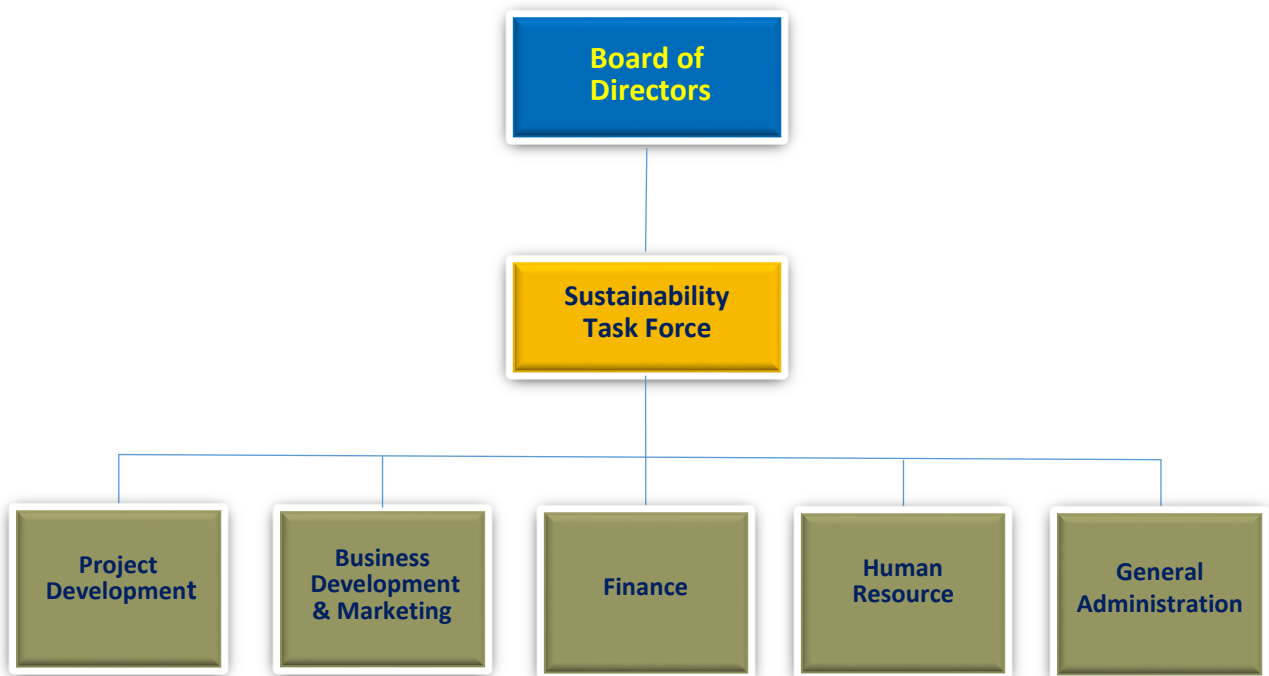 Board of
Directors
Sustainability
Task Force
Project
Development
Business
Development
& Marketing
Finance
Human
Resource
General
Administration